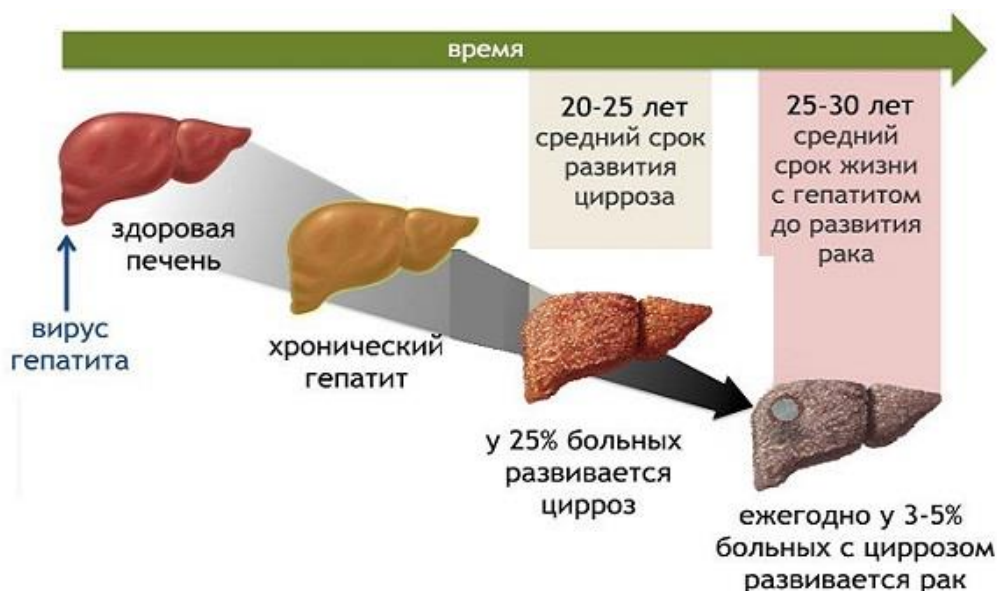 время
20-25 лет
средний срок
развития
цирроза
25-30 лет
средний
срок жизни
с гепатитом
до развития
рака
здоровая
печень
вирус
гепатита
хронический
гепатит
у 25% больных
развивается
цирроз
ежегодно у 3-5%
больных с циррозом
развивается рак